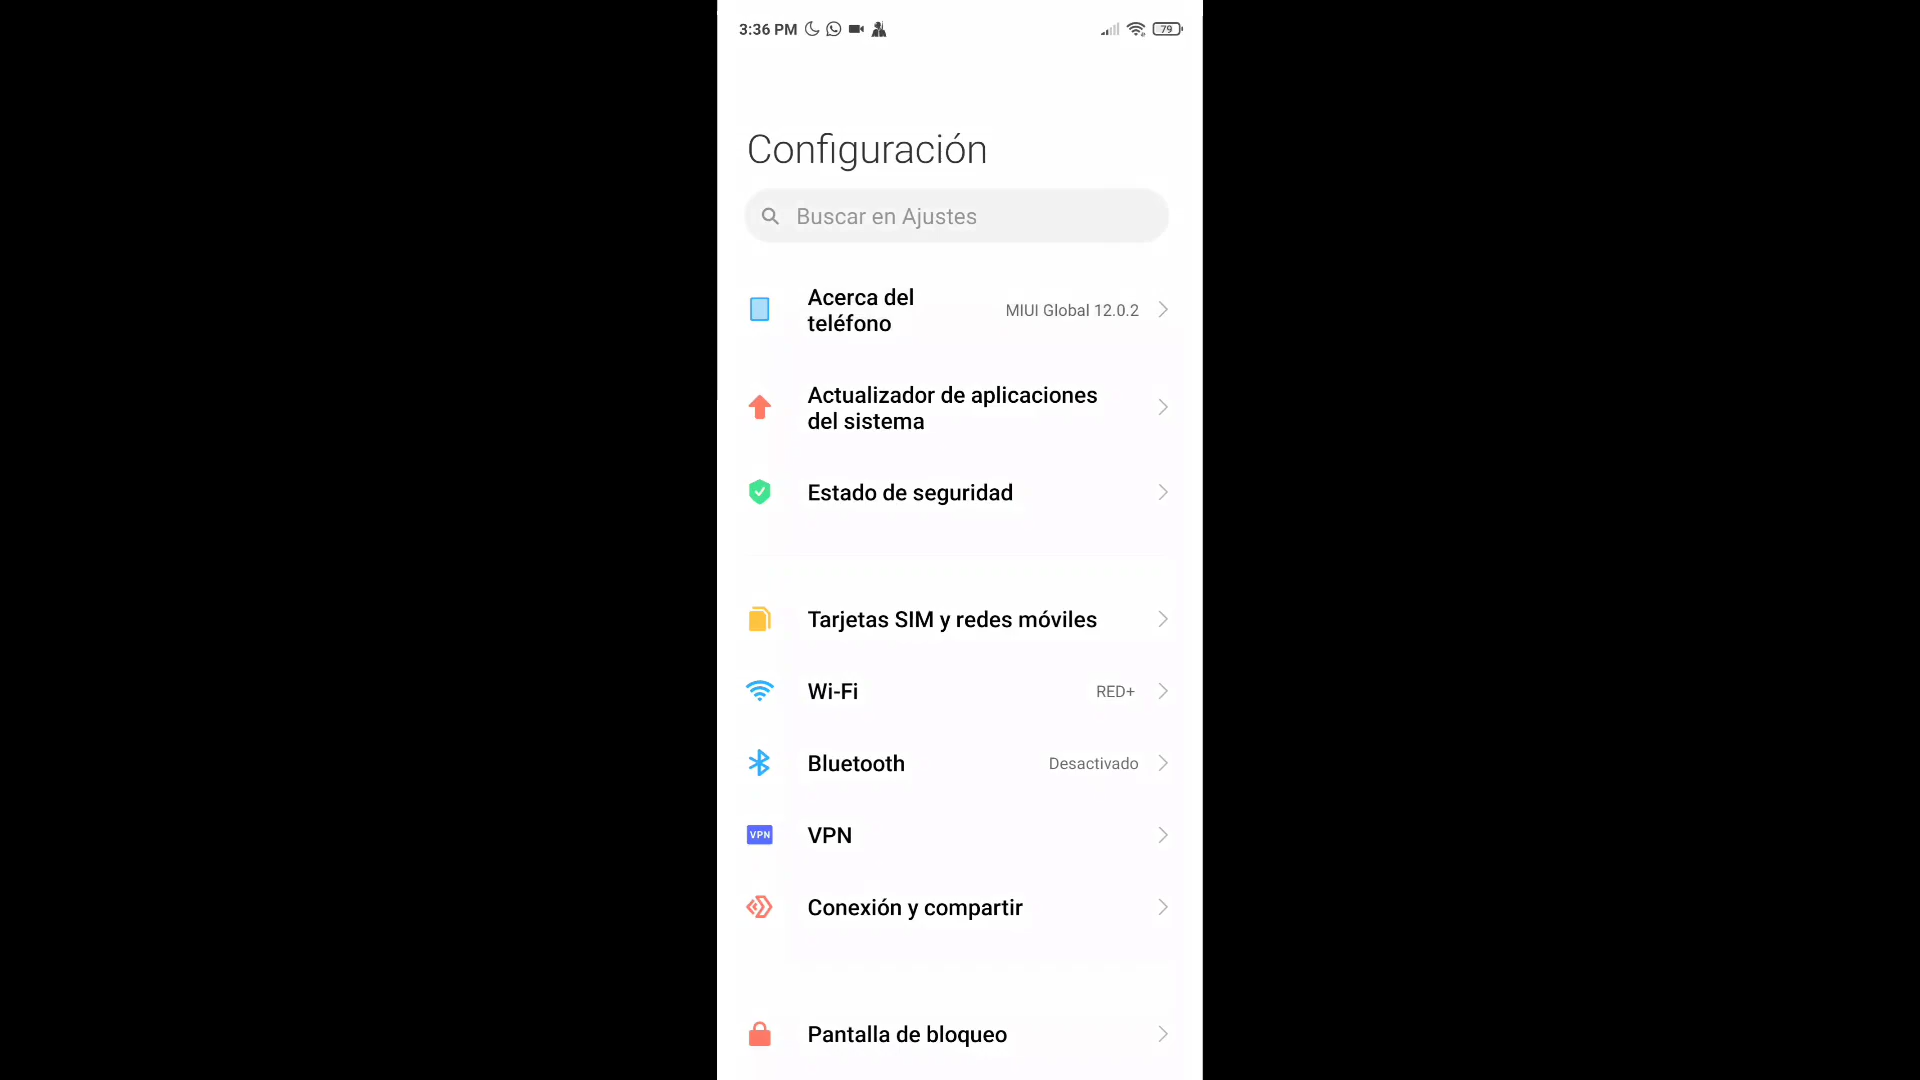 3:36 PM
79
Configuración
Buscar en Ajustes
Acerca del
teléfono
MIUI Global 12.0.2
Actualizador de aplicaciones
del sistema
Estado de seguridad
Tarjetas SIM y redes móviles
Wi-Fi
RED+
Bluetooth
Desactivado
VPN
VPN
Conexión y compartir
Pantalla de bloqueo